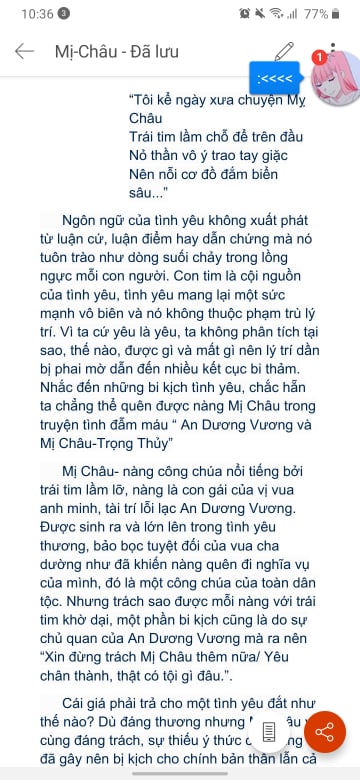 10:36 3 77%
Mị-Châu - Đã lưu
1
:<<<<
“Tôi kể ngày xưa chuyện Mỵ
Châu
Trái tim lầm chỗ để trên đầu
Nỏ thần vô ý trao tay giặc
Nên nỗi cơ đồ đắm biển
sâu...”
Ngôn ngữ của tình yêu không xuất phát
từ luận cứ, luận điểm hay dẫn chứng mà nó
tuôn trào như dòng suối chảy trong lồng
ngực mỗi con người. Con tim là cội nguồn
của tình yêu, tình yêu mang lại một sức
mạnh vô biên và nó không thuộc phạm trù lý
trí. Vì ta cứ yêu là yêu, ta không phân tích tại
sao, thế nào, được gì và mất gì nên lý trí dần
bị phai mờ dẫn đến nhiều kết cục bi thảm.
Nhắc đến những bi kịch tình yêu, chắc hẳn
ta chẳng thể quên được nàng Mị Châu trong
truyện tình đẫm máu “ An Dương Vương và
Mị Châu-Trọng Thủy”
Mị Châu- nàng công chúa nổi tiếng bởi
trái tim lầm lỡ, nàng là con gái của vị vua
anh minh, tài trí lỗi lạc An Dương Vương.
Được sinh ra và lớn lên trong tình yêu
thương, bảo bọc tuyệt đối của vua cha
dường như đã khiến nàng quên đi nghĩa vụ
của mình, đó là một công chúa của toàn dân
tộc. Nhưng trách sao được mỗi nàng với trái
tim khờ dại, một phần bi kịch cũng là do sự
chủ quan của An Dương Vương mà ra nên
“Xin đừng trách Mị Châu thêm nữa/ Yêu
chân thành, thật có tội gì đâu.”.
Cái giá phải trả cho một tình yêu đắt như
thế nào? Dù đáng thương nhưng
cùng đáng trách, sự thiếu ý thức
đã gây nên bị kịch cho chính bản thân lẫn cả